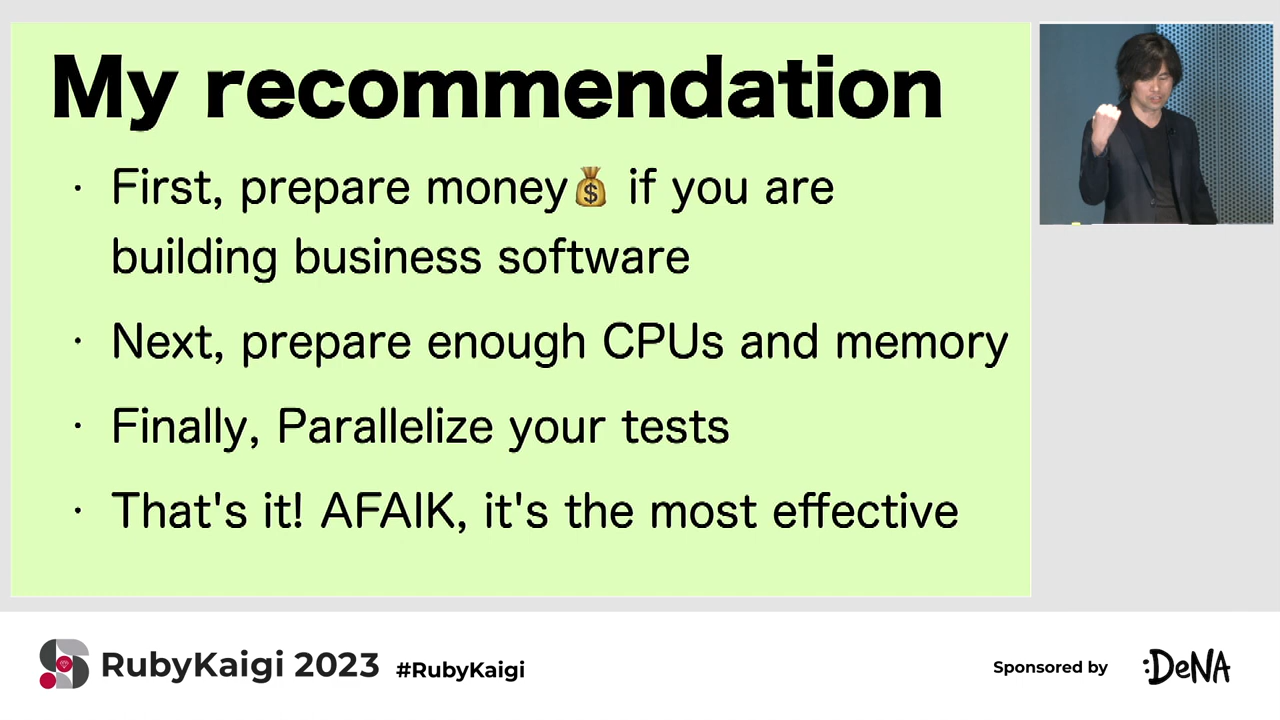 My recommendation
· First, prepare money💰 if you are
building business software
· Next, prepare enough CPUs and memory
· Finally, Parallelize your tests
· That's it! AFAIK, it's the most effective
RubyKaigi 2023 #RubyKaigi
Sponsored by :DeNA